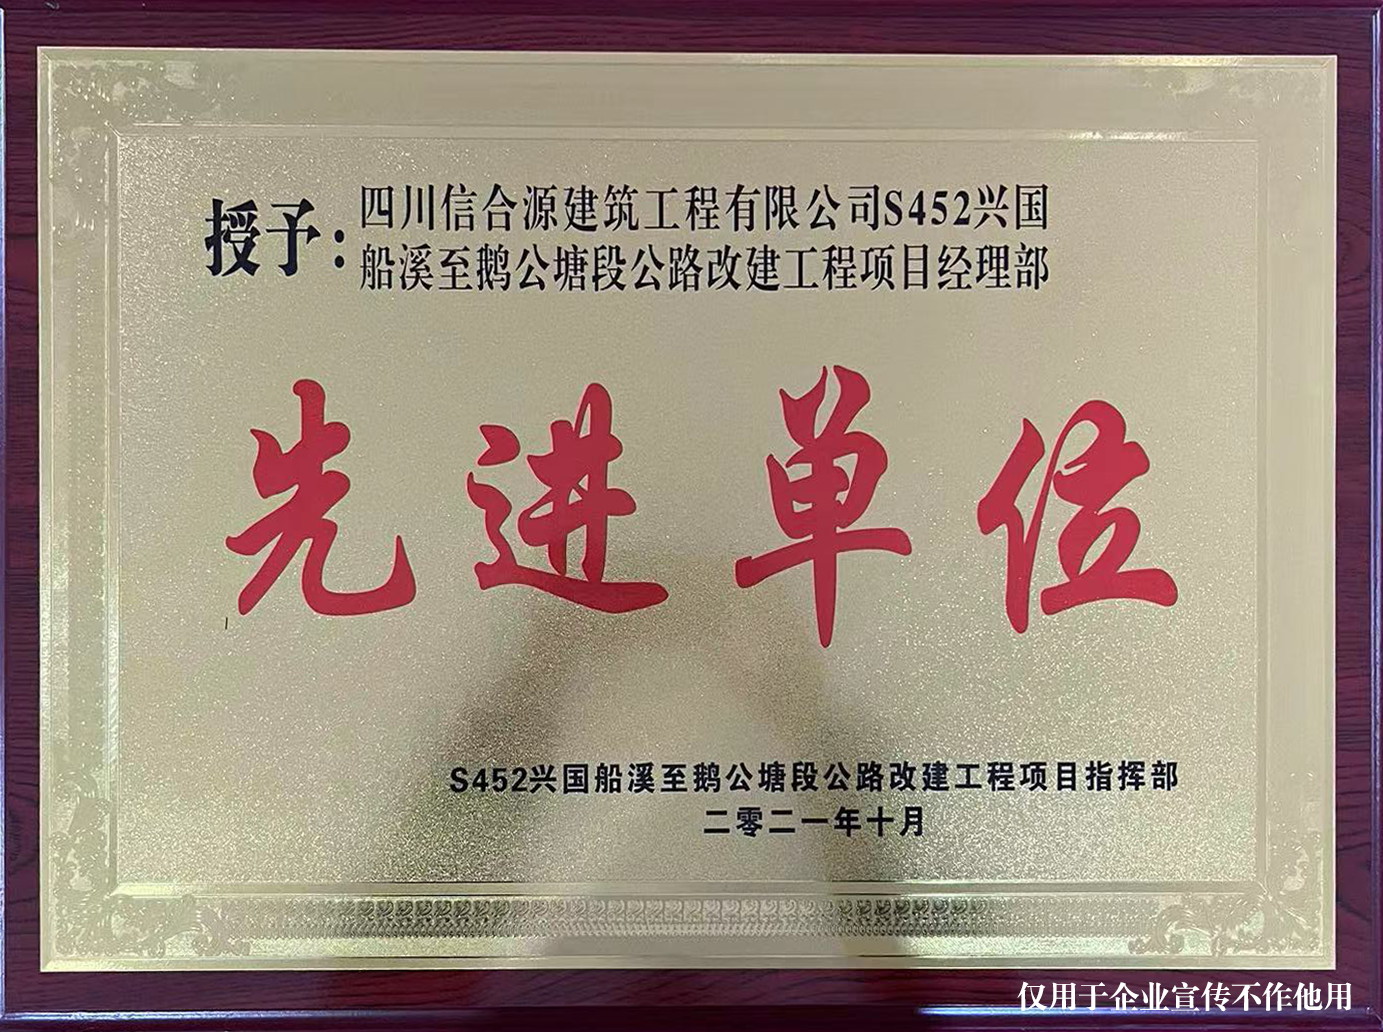 授予：四川信合源建筑工程有限公司S452兴国
船溪至鹅公塘段公路改建工程项目经理部
先进单位
S452兴国船溪至鹅公塘段公路改建工程项目指挥部
二零二一年十月
仅用于企业宣传不作他用